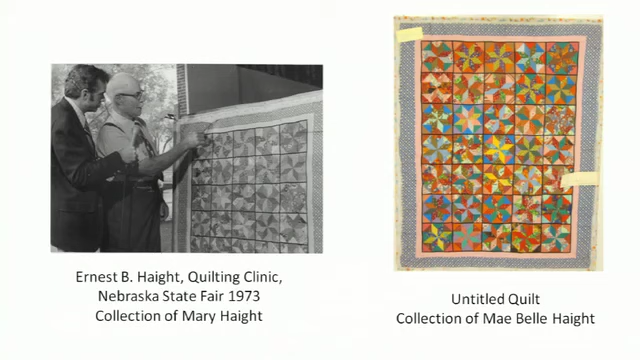 Ernest B. Haight, Quilting Clinic,
Nebraska State Fair 1973
Collection of Mary Haight
Untitled Quilt
Collection of Mae Belle Haight